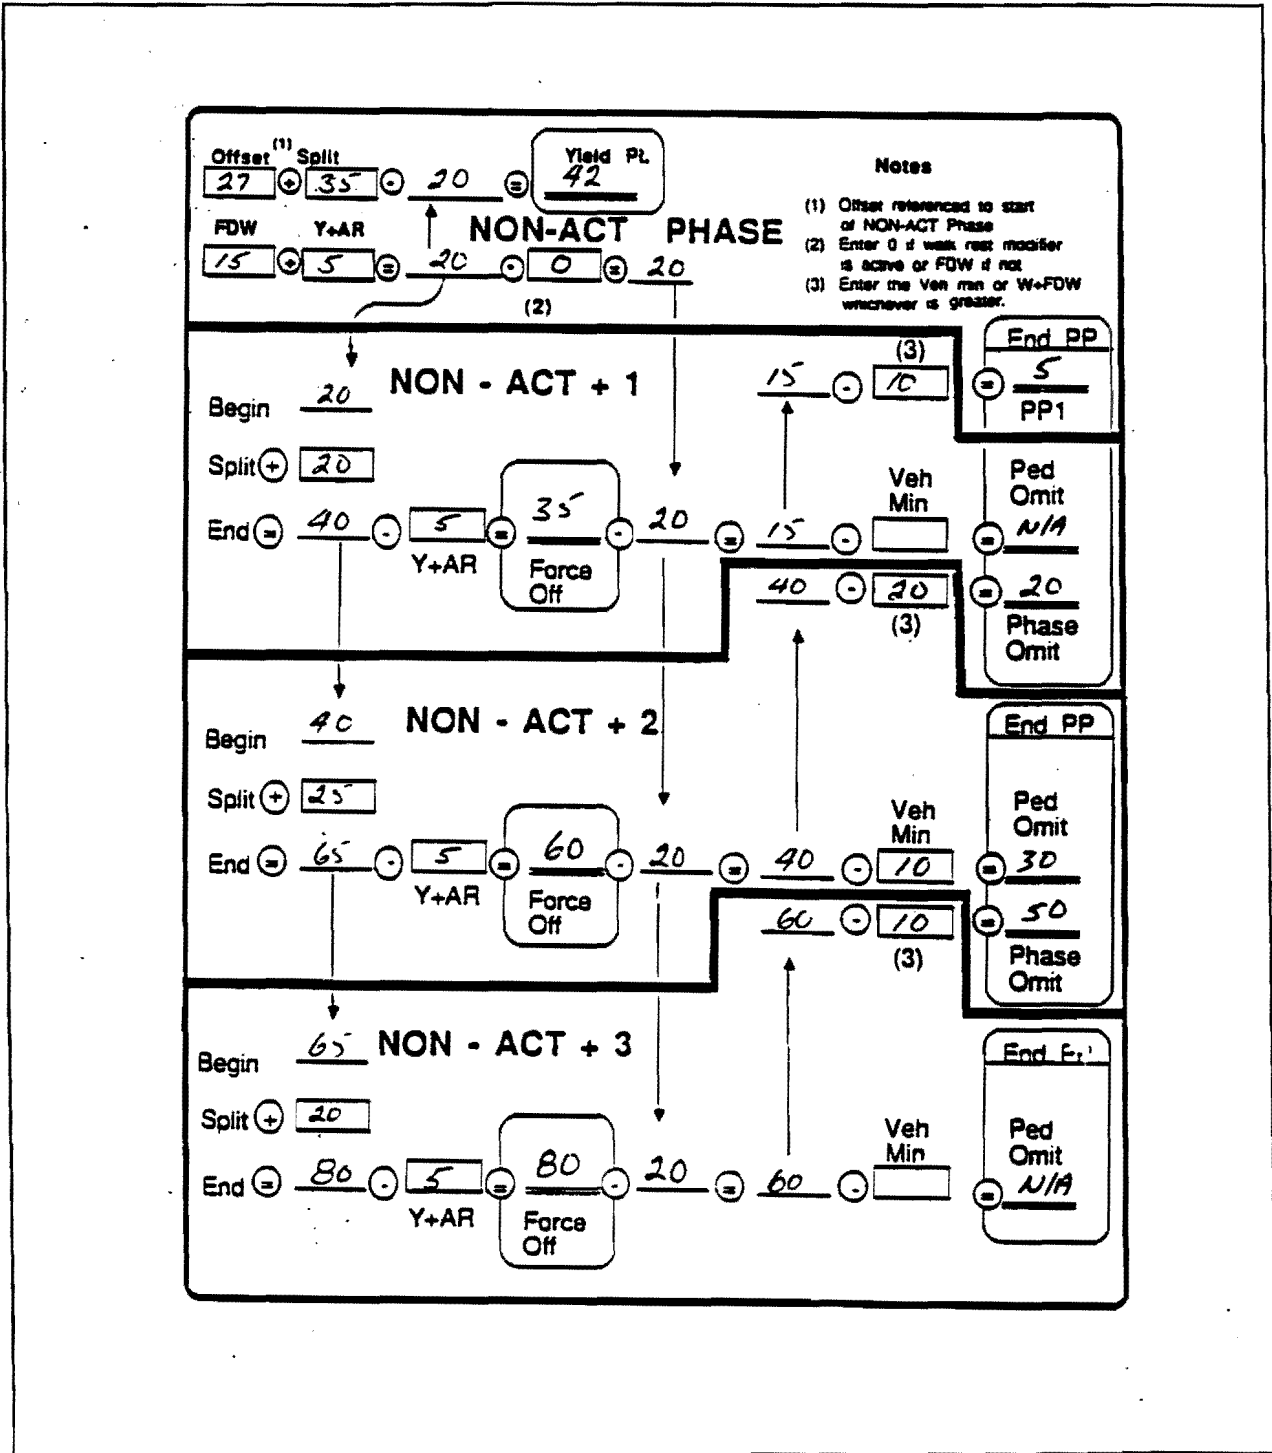 Offset (1) Split
27 + 35 - 20 = Yield Pt. 42
FDW Y+AR
NON-ACT PHASE
15 + 5 = 20 - 0 = 20
(2)
Notes
(1) Offset referenced to start
of NON-ACT Phase
(2) Enter 0 if walk rest modifier
is active or FDW if not
(3) Enter the Veh min or W+FDW
whichever is greater.
End PP
(3)
15 - 10 = 5
PP1
NON - ACT + 1
Begin 20
Split + 20
Veh
Min
Ped
Omit
End = 40 - 5 = 35 - 20 = 15 - = N/A
Y+AR
Force
Off
40 - 20 = 20
(3)
Phase
Omit
NON - ACT + 2
Begin 40
End PP
Split + 25
Veh
Min
Ped
Omit
End = 65 - 5 = 60 - 20 = 40 - 10 = 30
Y+AR
Force
Off
60 - 10 = 50
(3)
Phase
Omit
NON - ACT + 3
Begin 65
End
Split + 20
Veh
Min
Ped
Omit
End = 80 - 5 = 80 - 20 = 60 - = N/A
Y+AR
Force
Off